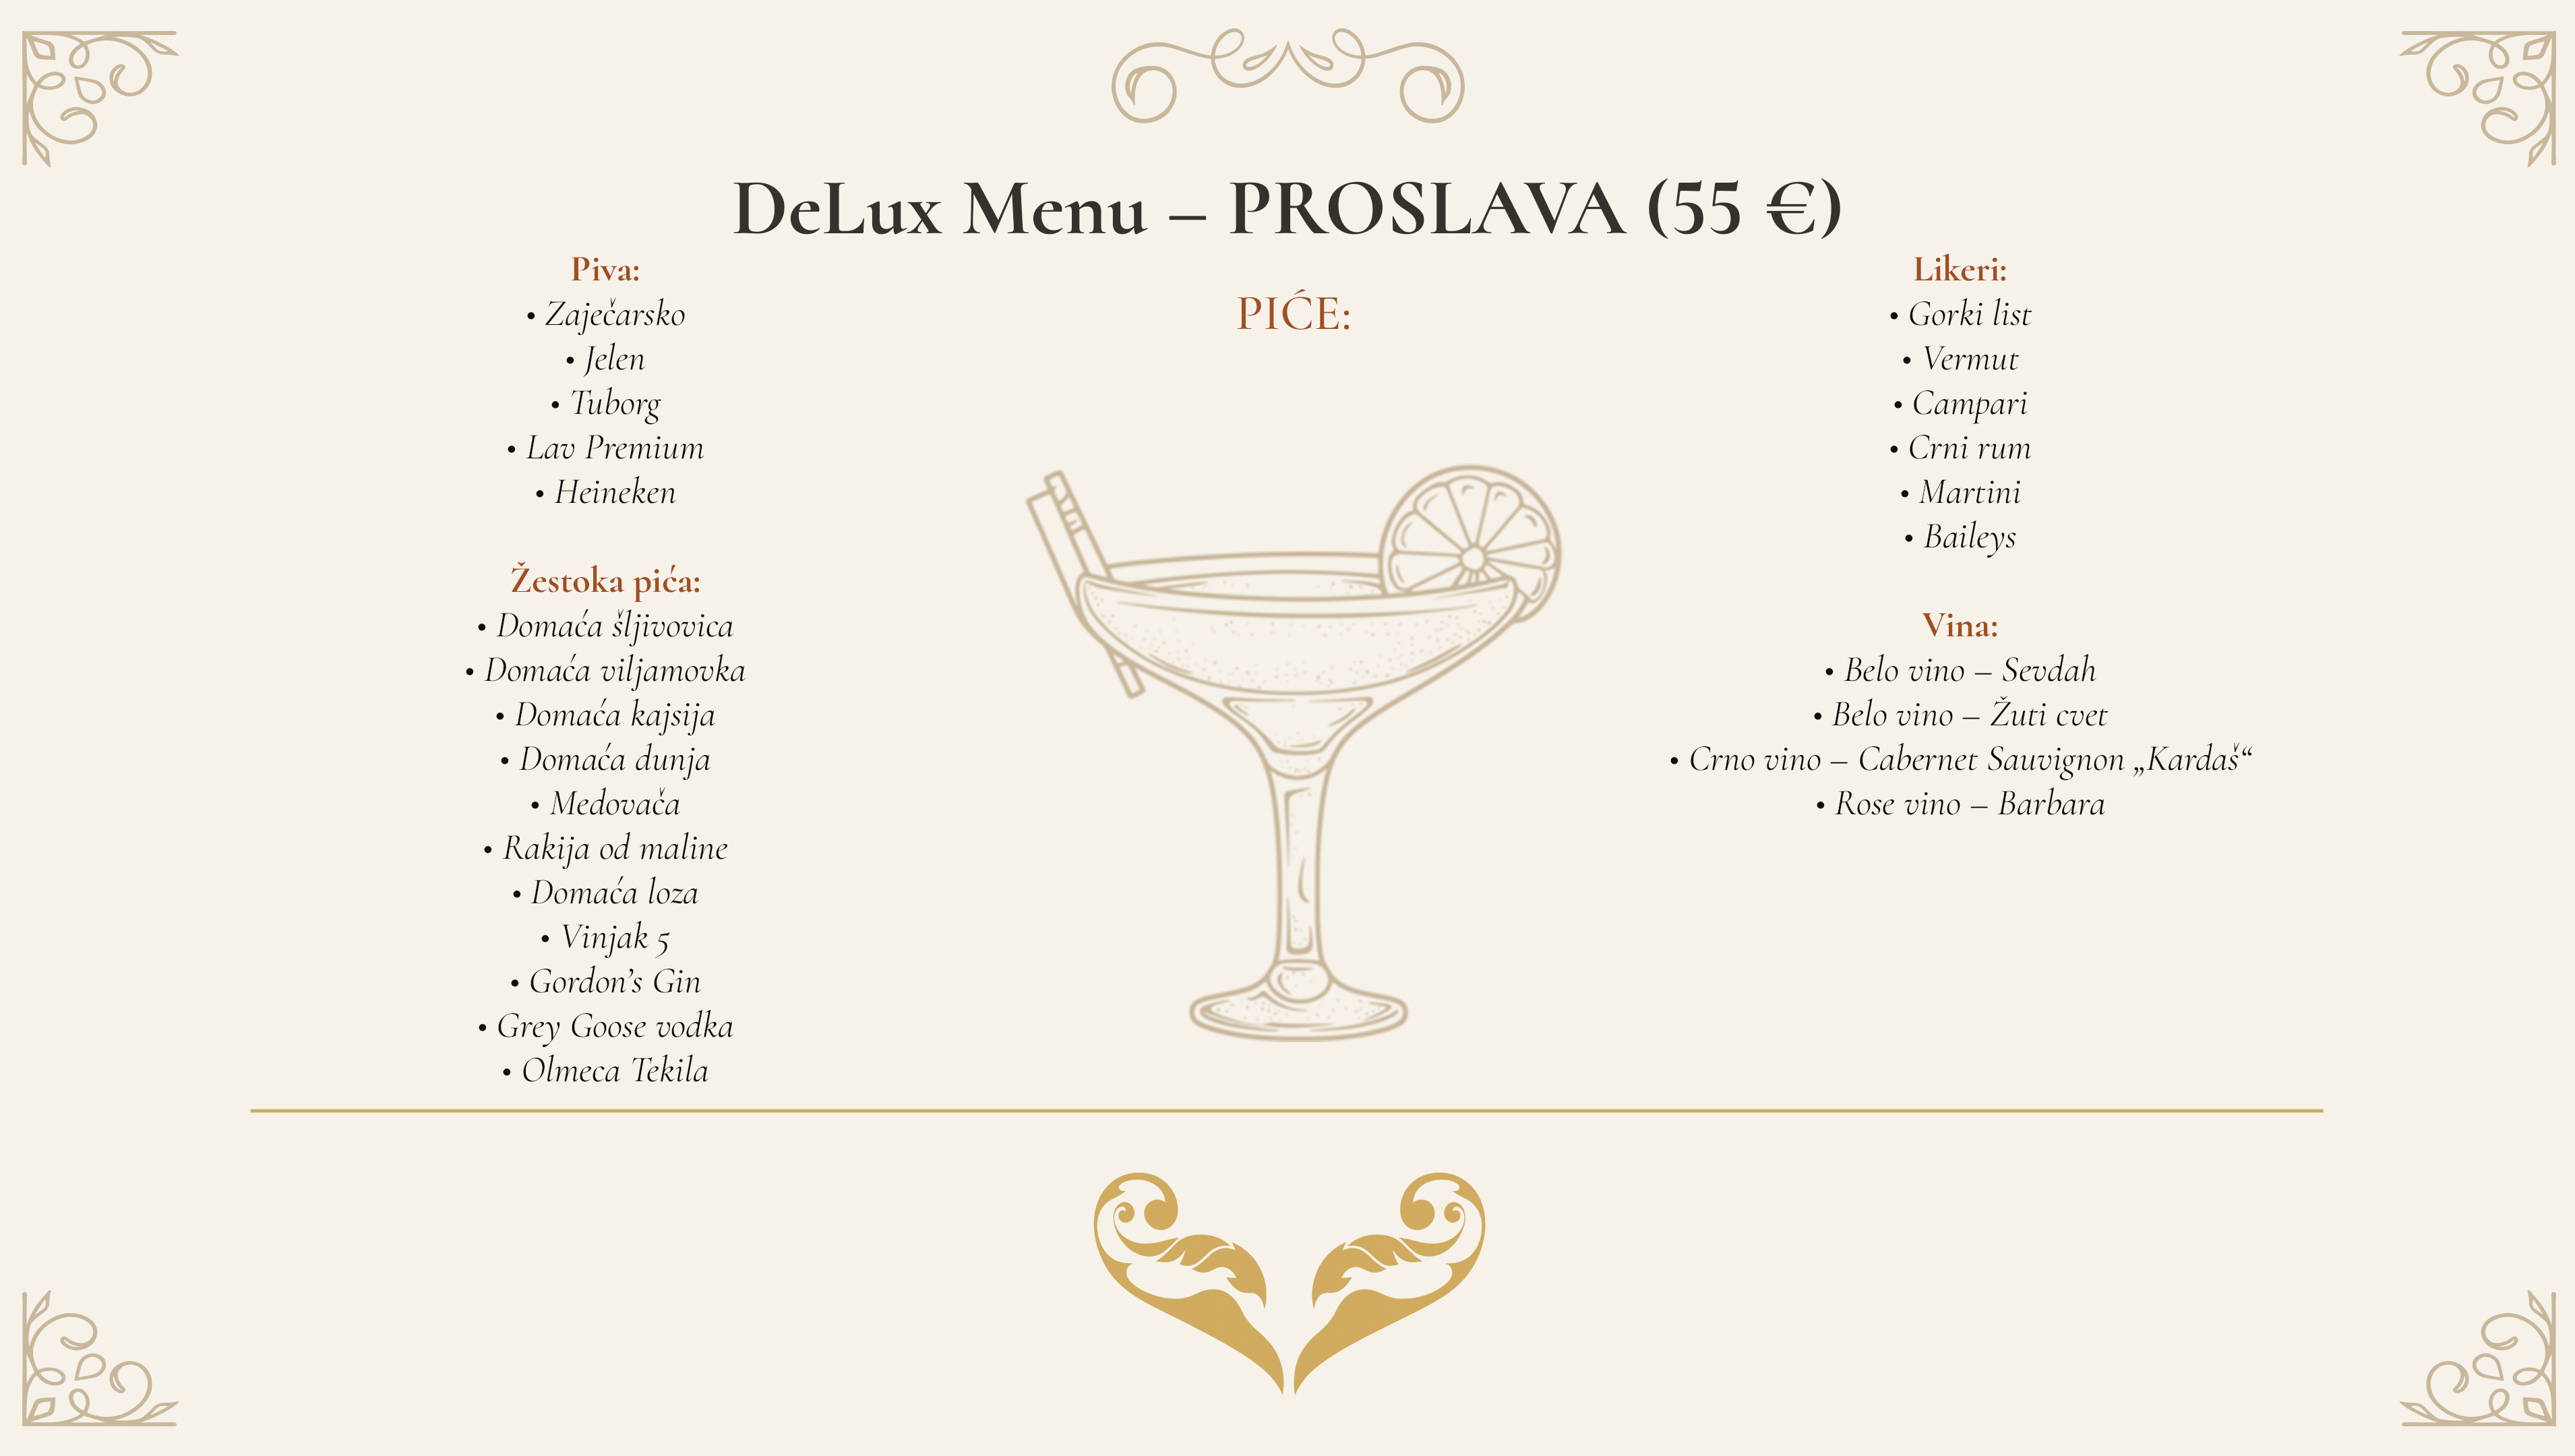 DeLux Menu – PROSLAVA (55 €)
PIĆE:
Piva:
• Zaječarsko
• Jelen
• Tuborg
• Lav Premium
• Heineken
Žestoka pića:
• Domaća šljivovica
• Domaća viljamovka
• Domaća kajsija
• Domaća dunja
• Medovača
• Rakija od maline
• Domaća loza
• Vinjak 5
• Gordon’s Gin
• Grey Goose vodka
• Olmeca Tekila
Likeri:
• Gorki list
• Vermut
• Campari
• Crni rum
• Martini
• Baileys
Vina:
• Belo vino – Sevdah
• Belo vino – Žuti cvet
• Crno vino – Cabernet Sauvignon „Kardaš“
• Rose vino – Barbara